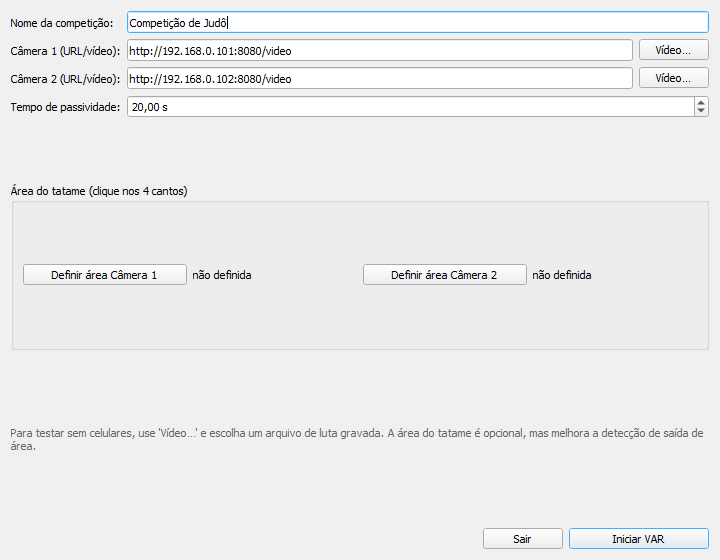 Nome da competição: Competição de Judô
Câmera 1 (URL/vídeo): http://192.168.0.101:8080/video Vídeo...
Câmera 2 (URL/vídeo): http://192.168.0.102:8080/video Vídeo...
Tempo de passividade: 20,00 s
Área do tatame (clique nos 4 cantos)
Definir área Câmera 1 não definida Definir área Câmera 2 não definida
Para testar sem celulares, use 'Vídeo...' e escolha um arquivo de luta gravada. A área do tatame é opcional, mas melhora a detecção de saída de
área.
Sair Iniciar VAR